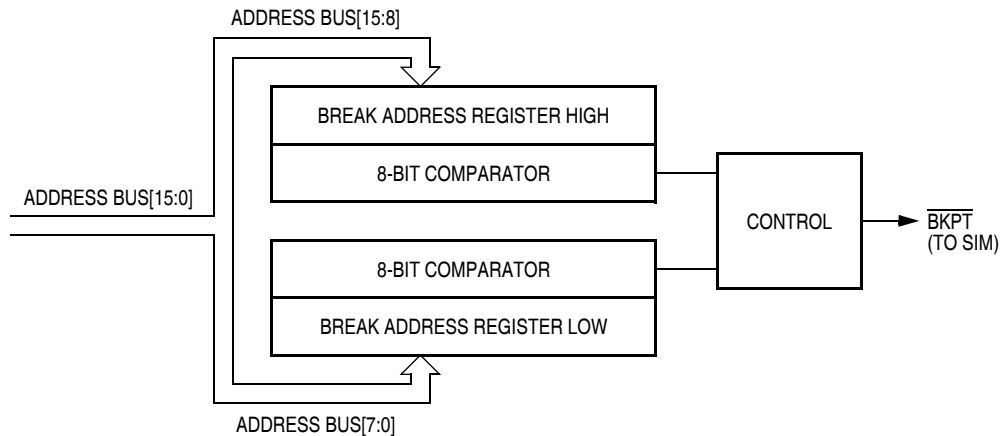 ADDRESS BUS[15:8]
BREAK ADDRESS REGISTER HIGH
8-BIT COMPARATOR
ADDRESS BUS[15:0]
CONTROL
BKPT
(TO SIM)
8-BIT COMPARATOR
BREAK ADDRESS REGISTER LOW
ADDRESS BUS[7:0]